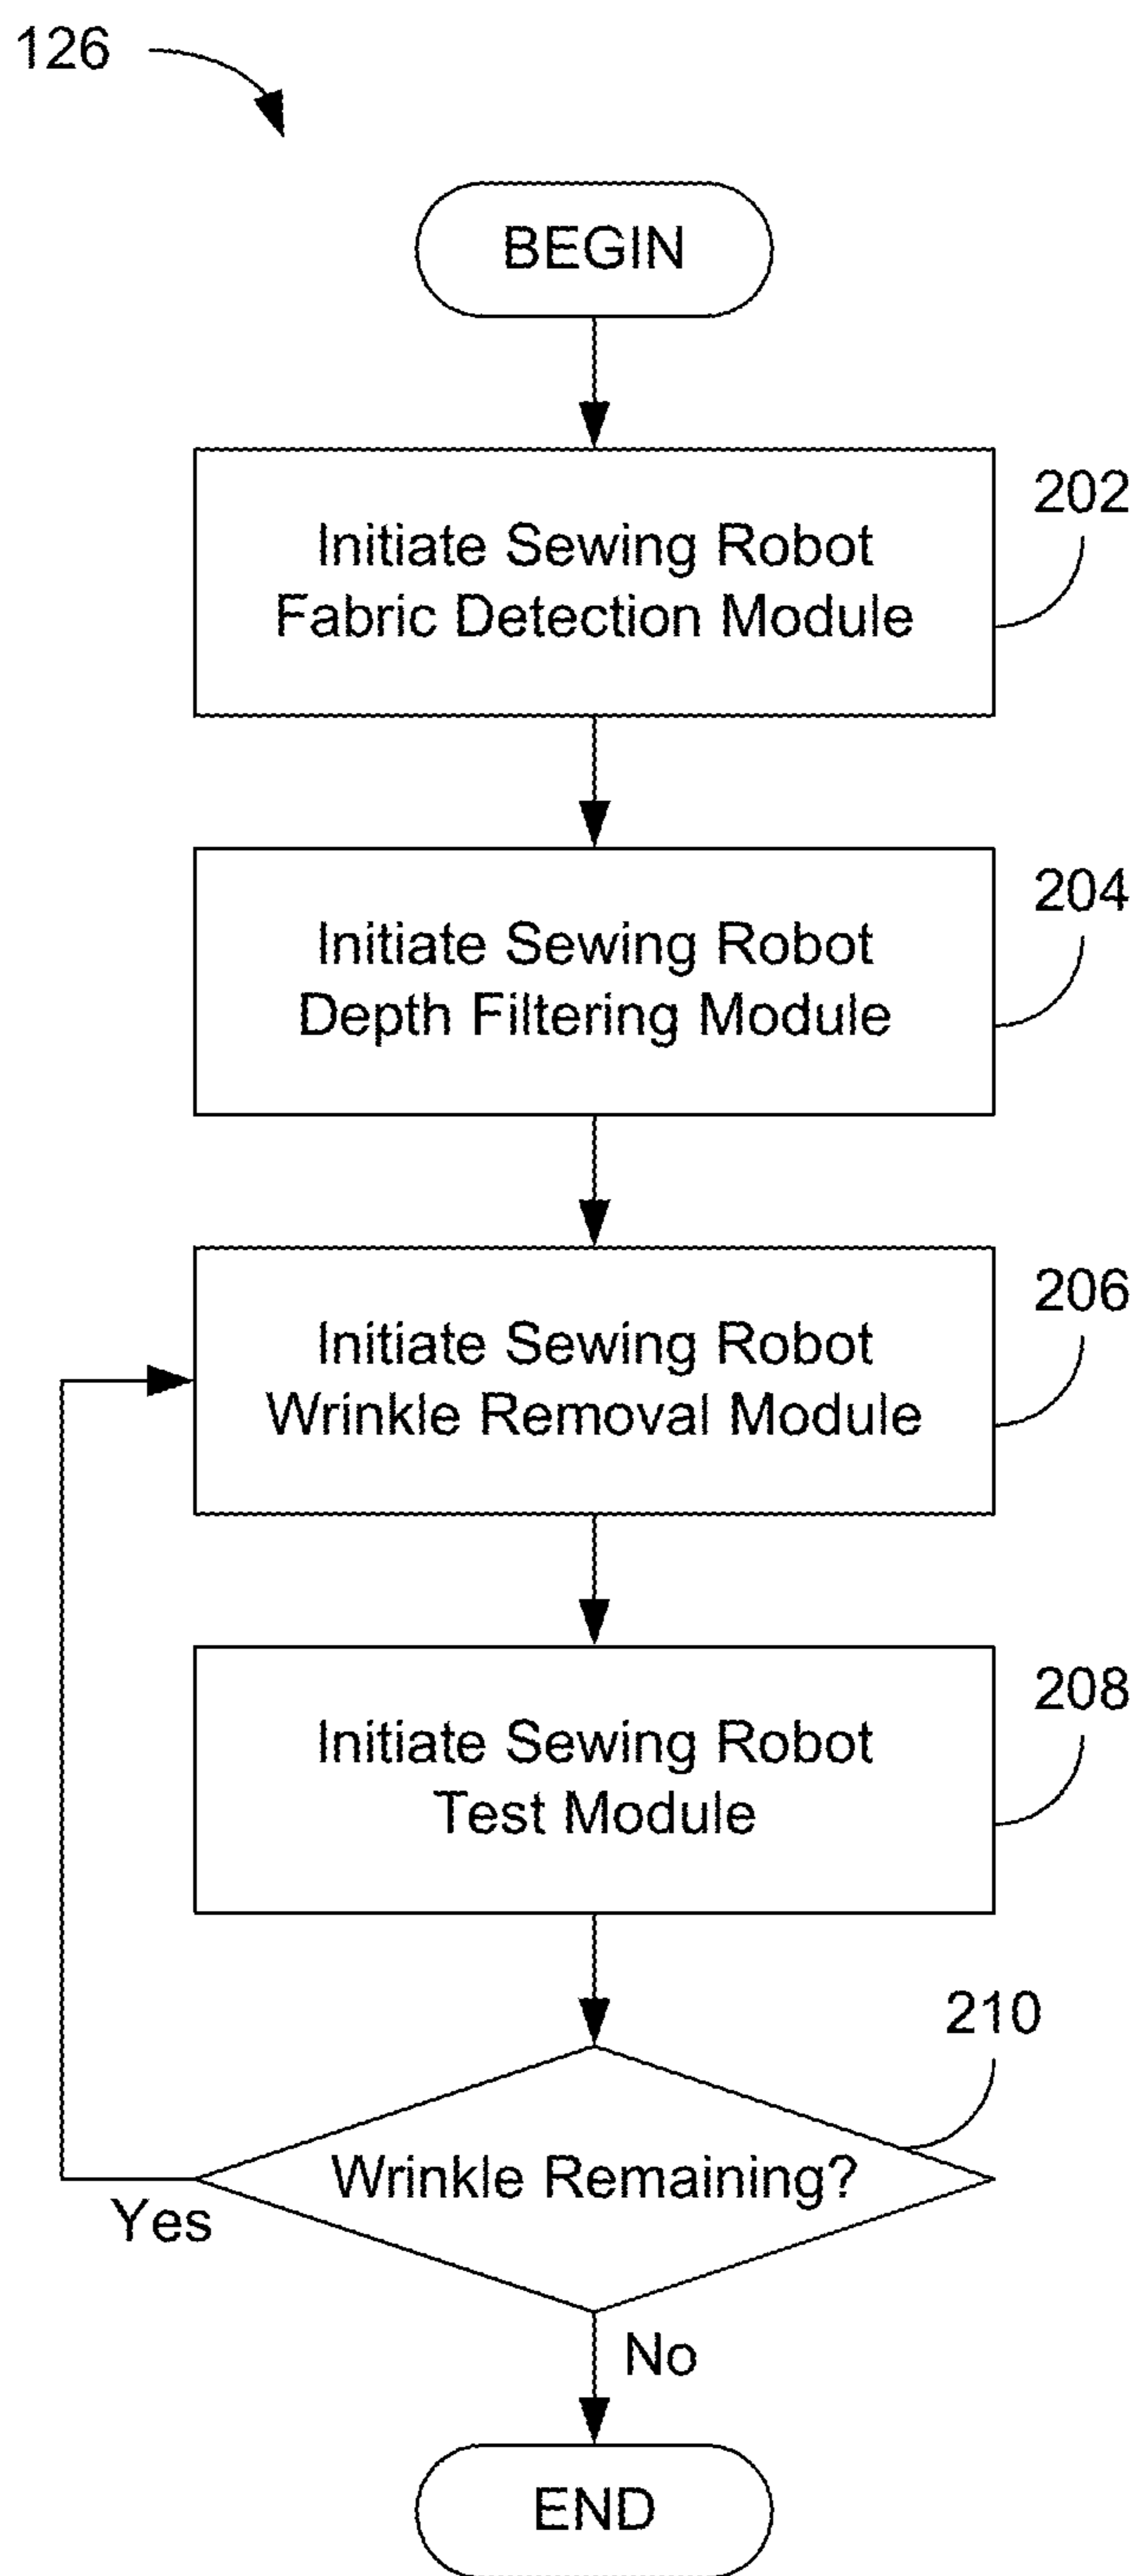 126
BEGIN
202
Initiate Sewing Robot
Fabric Detection Module
204
Initiate Sewing Robot
Depth Filtering Module
206
Initiate Sewing Robot
Wrinkle Removal Module
208
Initiate Sewing Robot
Test Module
210
Wrinkle Remaining?
Yes
No
END